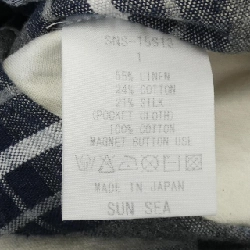 SNS-15S13
1
55% LINEN
24% COTTON
21% SILK
(POCKET CLOTH)
100% COTTON
MAGNET BUTTON USE
MADE IN JAPAN
SUN SEA